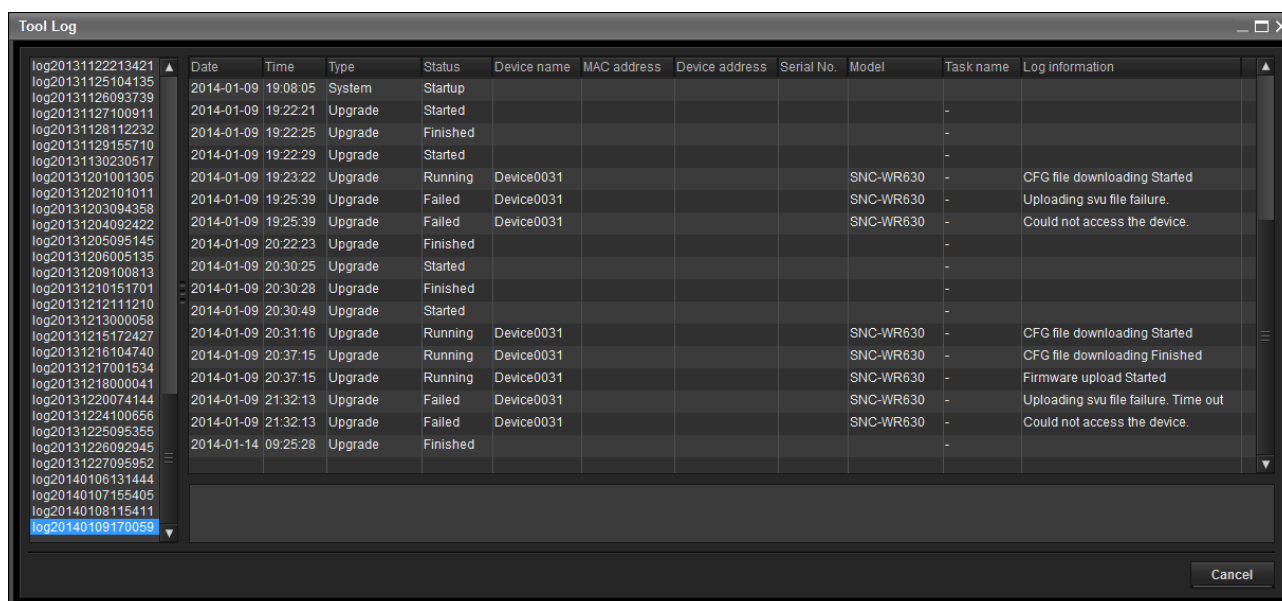 Tool Log
log20131122213421
log20131125104135
log20131126093739
log20131127100911
log20131128112232
log20131129155710
log20131130230517
log20131201001305
log20131202101011
log20131203094358
log20131204092422
log20131205095145
log20131206005135
log20131209100813
log20131210151701
log20131212111210
log20131213000058
log20131215172427
log20131216104740
log20131217001534
log20131218000041
log20131220074144
log20131224100656
log20131225095355
log20131226092945
log20131227095952
log20140106131444
log20140107155405
log20140108115411
log20140109170059
Date Time Type Status Device name MAC address Device address Serial No. Model Task name Log information
2014-01-09 19:08:05 System Startup
2014-01-09 19:22:21 Upgrade Started -
2014-01-09 19:22:25 Upgrade Finished -
2014-01-09 19:22:29 Upgrade Started -
2014-01-09 19:23:22 Upgrade Running Device0031 SNC-WR630 - CFG file downloading Started
2014-01-09 19:25:39 Upgrade Failed Device0031 SNC-WR630 - Uploading svu file failure.
2014-01-09 19:25:39 Upgrade Failed Device0031 SNC-WR630 - Could not access the device.
2014-01-09 20:22:23 Upgrade Finished -
2014-01-09 20:30:25 Upgrade Started -
2014-01-09 20:30:28 Upgrade Finished -
2014-01-09 20:30:49 Upgrade Started -
2014-01-09 20:31:16 Upgrade Running Device0031 SNC-WR630 - CFG file downloading Started
2014-01-09 20:37:15 Upgrade Running Device0031 SNC-WR630 - CFG file downloading Finished
2014-01-09 20:37:15 Upgrade Running Device0031 SNC-WR630 - Firmware upload Started
2014-01-09 21:32:13 Upgrade Failed Device0031 SNC-WR630 - Uploading svu file failure. Time out
2014-01-09 21:32:13 Upgrade Failed Device0031 SNC-WR630 - Could not access the device.
2014-01-14 09:25:28 Upgrade Finished -
Cancel